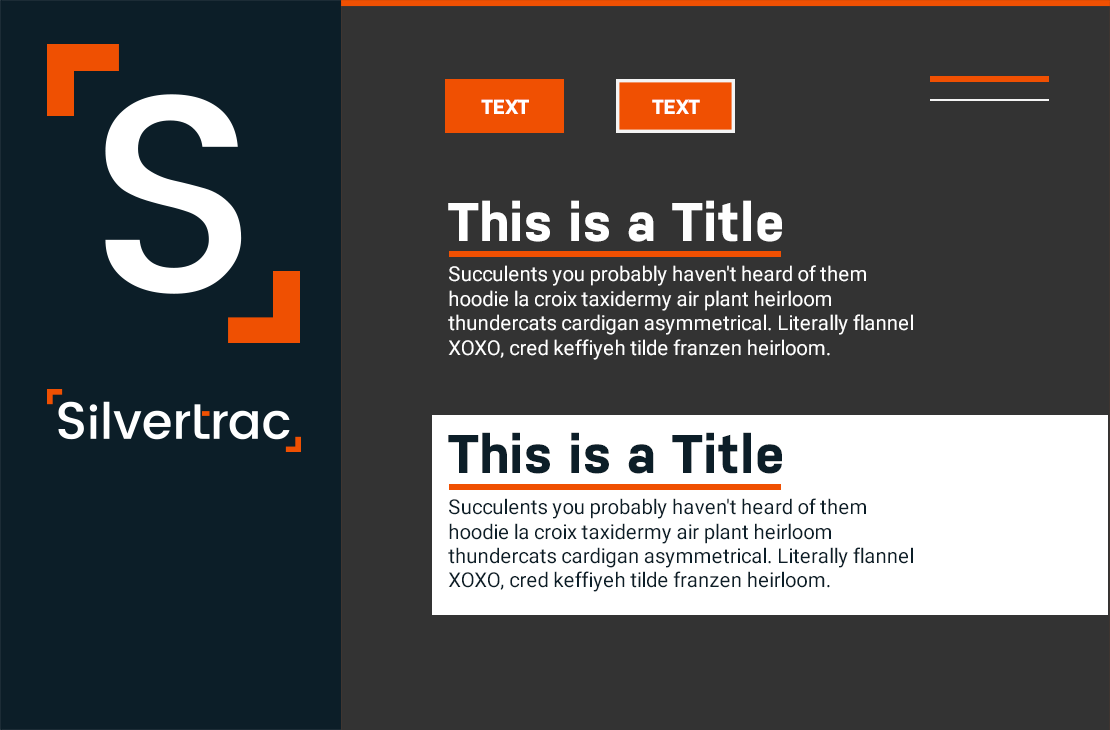 S
Silvertrac
TEXT
TEXT
This is a Title
Succulents you probably haven't heard of them
hoodie la croix taxidermy air plant heirloom
thundercats cardigan asymmetrical. Literally flannel
XOXO, cred keffiyeh tilde franzen heirloom.
This is a Title
Succulents you probably haven't heard of them
hoodie la croix taxidermy air plant heirloom
thundercats cardigan asymmetrical. Literally flannel
XOXO, cred keffiyeh tilde franzen heirloom.